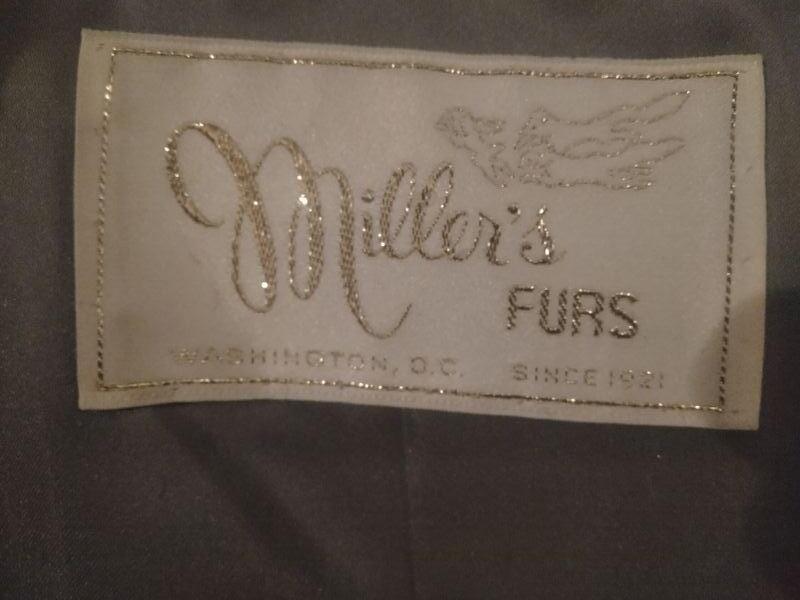 Miller's
FURS
WASHINGTON, D.C. SINCE 1921